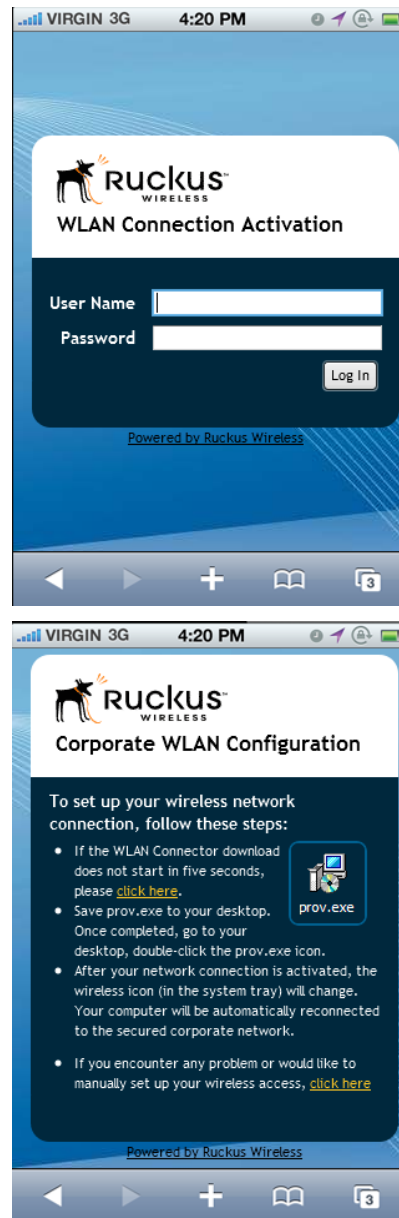 VIRGIN 3G 4:20 PM
RUCKUS™
WIRELESS
WLAN Connection Activation
User Name
Password
Log In
Powered by Ruckus Wireless
3
VIRGIN 3G 4:20 PM
RUCKUS™
WIRELESS
Corporate WLAN Configuration
To set up your wireless network
connection, follow these steps:
• If the WLAN Connector download
does not start in five seconds,
please click here.
• Save prov.exe to your desktop.
Once completed, go to your
desktop, double-click the prov.exe icon.
prov.exe
• After your network connection is activated, the
wireless icon (in the system tray) will change.
Your computer will be automatically reconnected
to the secured corporate network.
• If you encounter any problem or would like to
manually set up your wireless access, click here
Powered by Ruckus Wireless
3